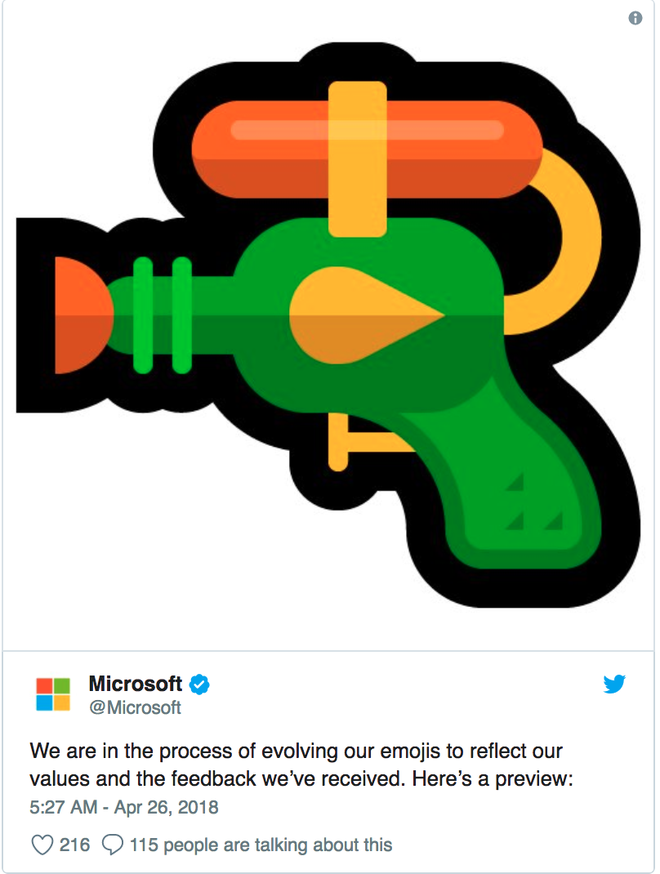 Microsoft
@Microsoft
We are in the process of evolving our emojis to reflect our
values and the feedback we've received. Here's a preview:
5:27 AM - Apr 26, 2018
216 115 people are talking about this